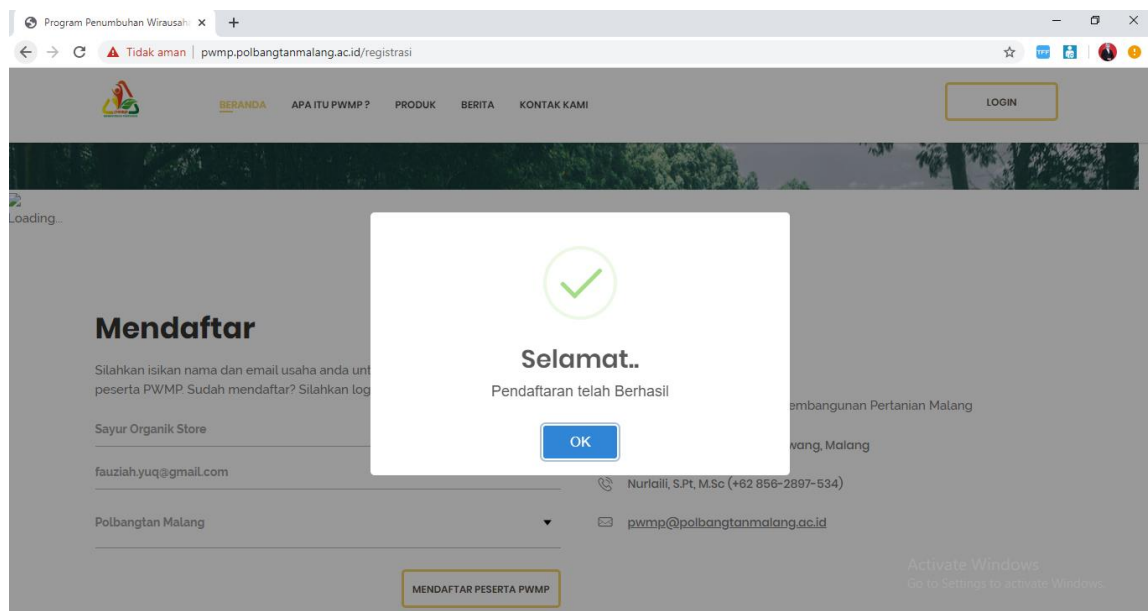 Program Penumbuhan Wirausah
Tidak aman | pwmp.polbangtanmalang.ac.id/registrasi
BERANDA APA ITU PWMP ? PRODUK BERITA KONTAK KAMI LOGIN
Loading..
Mendaftar
Silahkan isikan nama dan email usaha anda unt
peserta PWMP. Sudah mendaftar? Silahkan log
Sayur Organik Store
fauziah.yuq@gmail.com
Polbangtan Malang
MENDAFTAR PESERTA PWMP
Selamat..
Pendaftaran telah Berhasil
OK
embangunan Pertanian Malang
wang, Malang
Nurlaili, S.Pt, M.Sc (+62 856-2897-534)
pwmp@polbangtanmalang.ac.id
Activate Windows
Go to Settings to activate Windows.